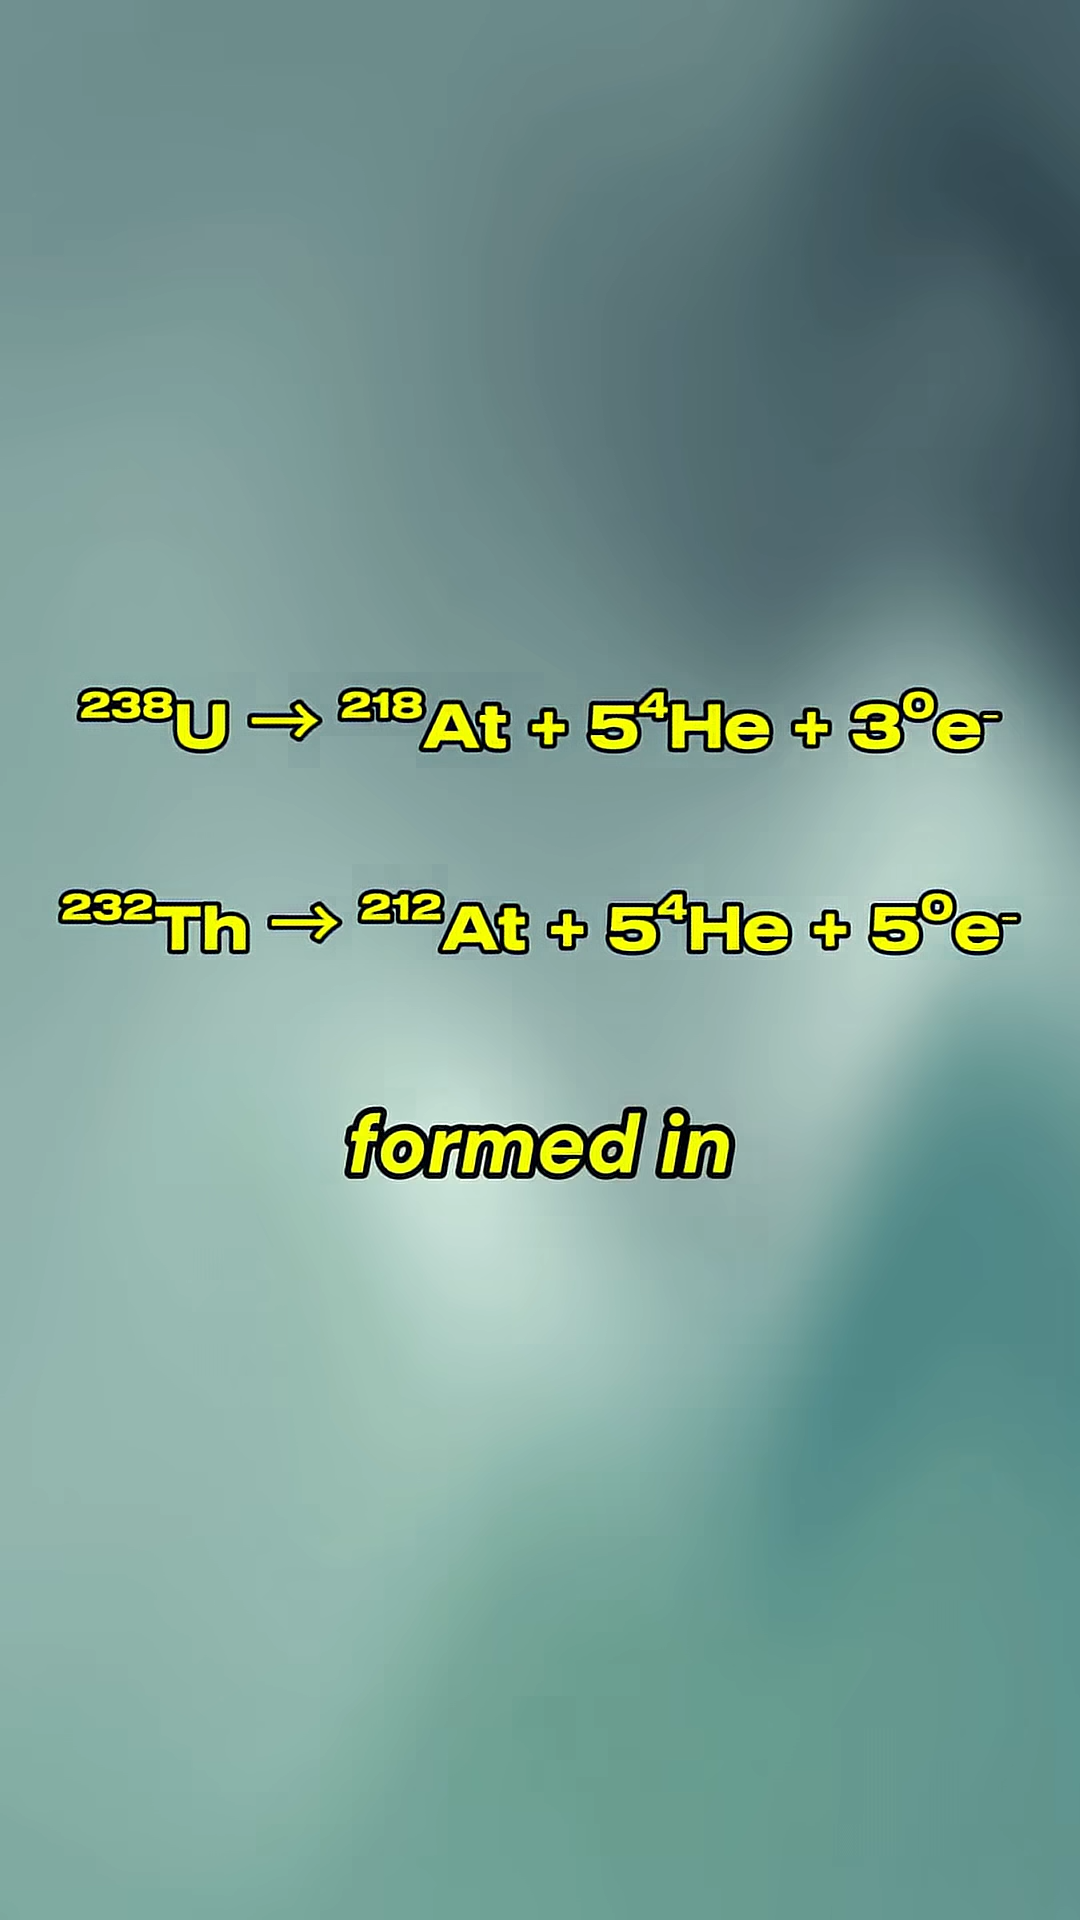 ²³⁸U → ²¹⁸At + 5⁴He + 3⁰e⁻
²³²Th → ²¹²At + 5⁴He + 5⁰e⁻
formed in